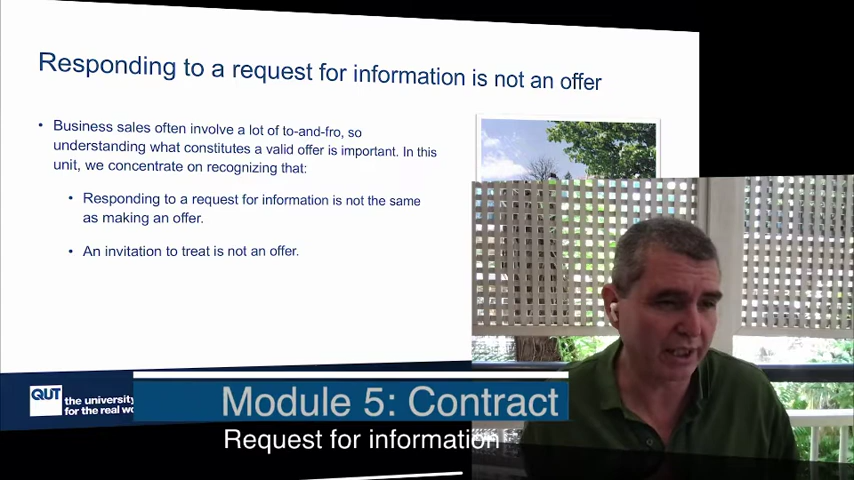 Responding to a request for information is not an offer
• Business sales often involve a lot of to-and-fro, so
understanding what constitutes a valid offer is important. In this
unit, we concentrate on recognizing that:
• Responding to a request for information is not the same
as making an offer.
• An invitation to treat is not an offer.
QUT
the university
for the real wo
Module 5: Contract
Request for information